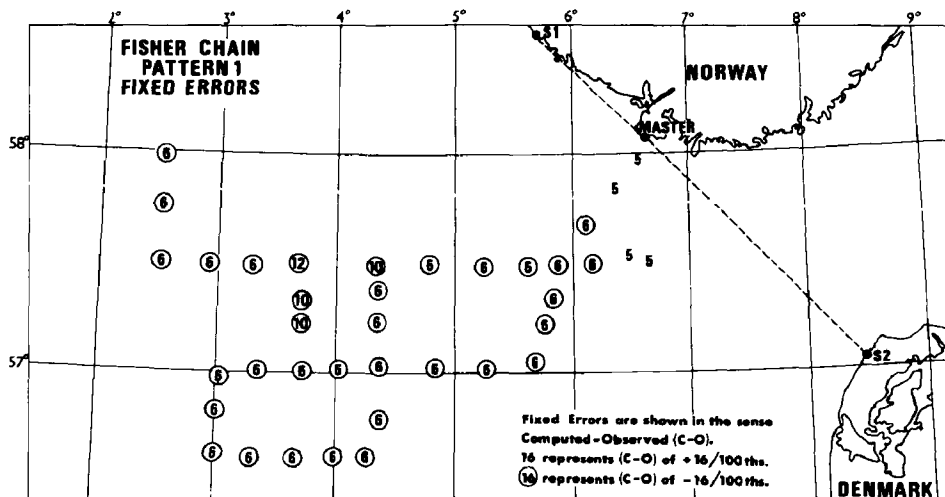 1° 2° 3° 4° 5° 6° 7° 8° 9°
S1
FISHER CHAIN
PATTERN 1
FIXED ERRORS
NORWAY
MASTER
58°
6 5
5
6
6
6 6 6 12 10 6 6 6 6 6 5 5
6
10 6
10 6 6
57° S2
6 6 6 6 6 6 6 6 6
6
6
6 6 6 6 6
Fixed Errors are shown in the sense
Computed-Observed (C-O).
16 represents (C-O) of +16/100ths.
16 represents (C-O) of -16/100ths.
DENMARK